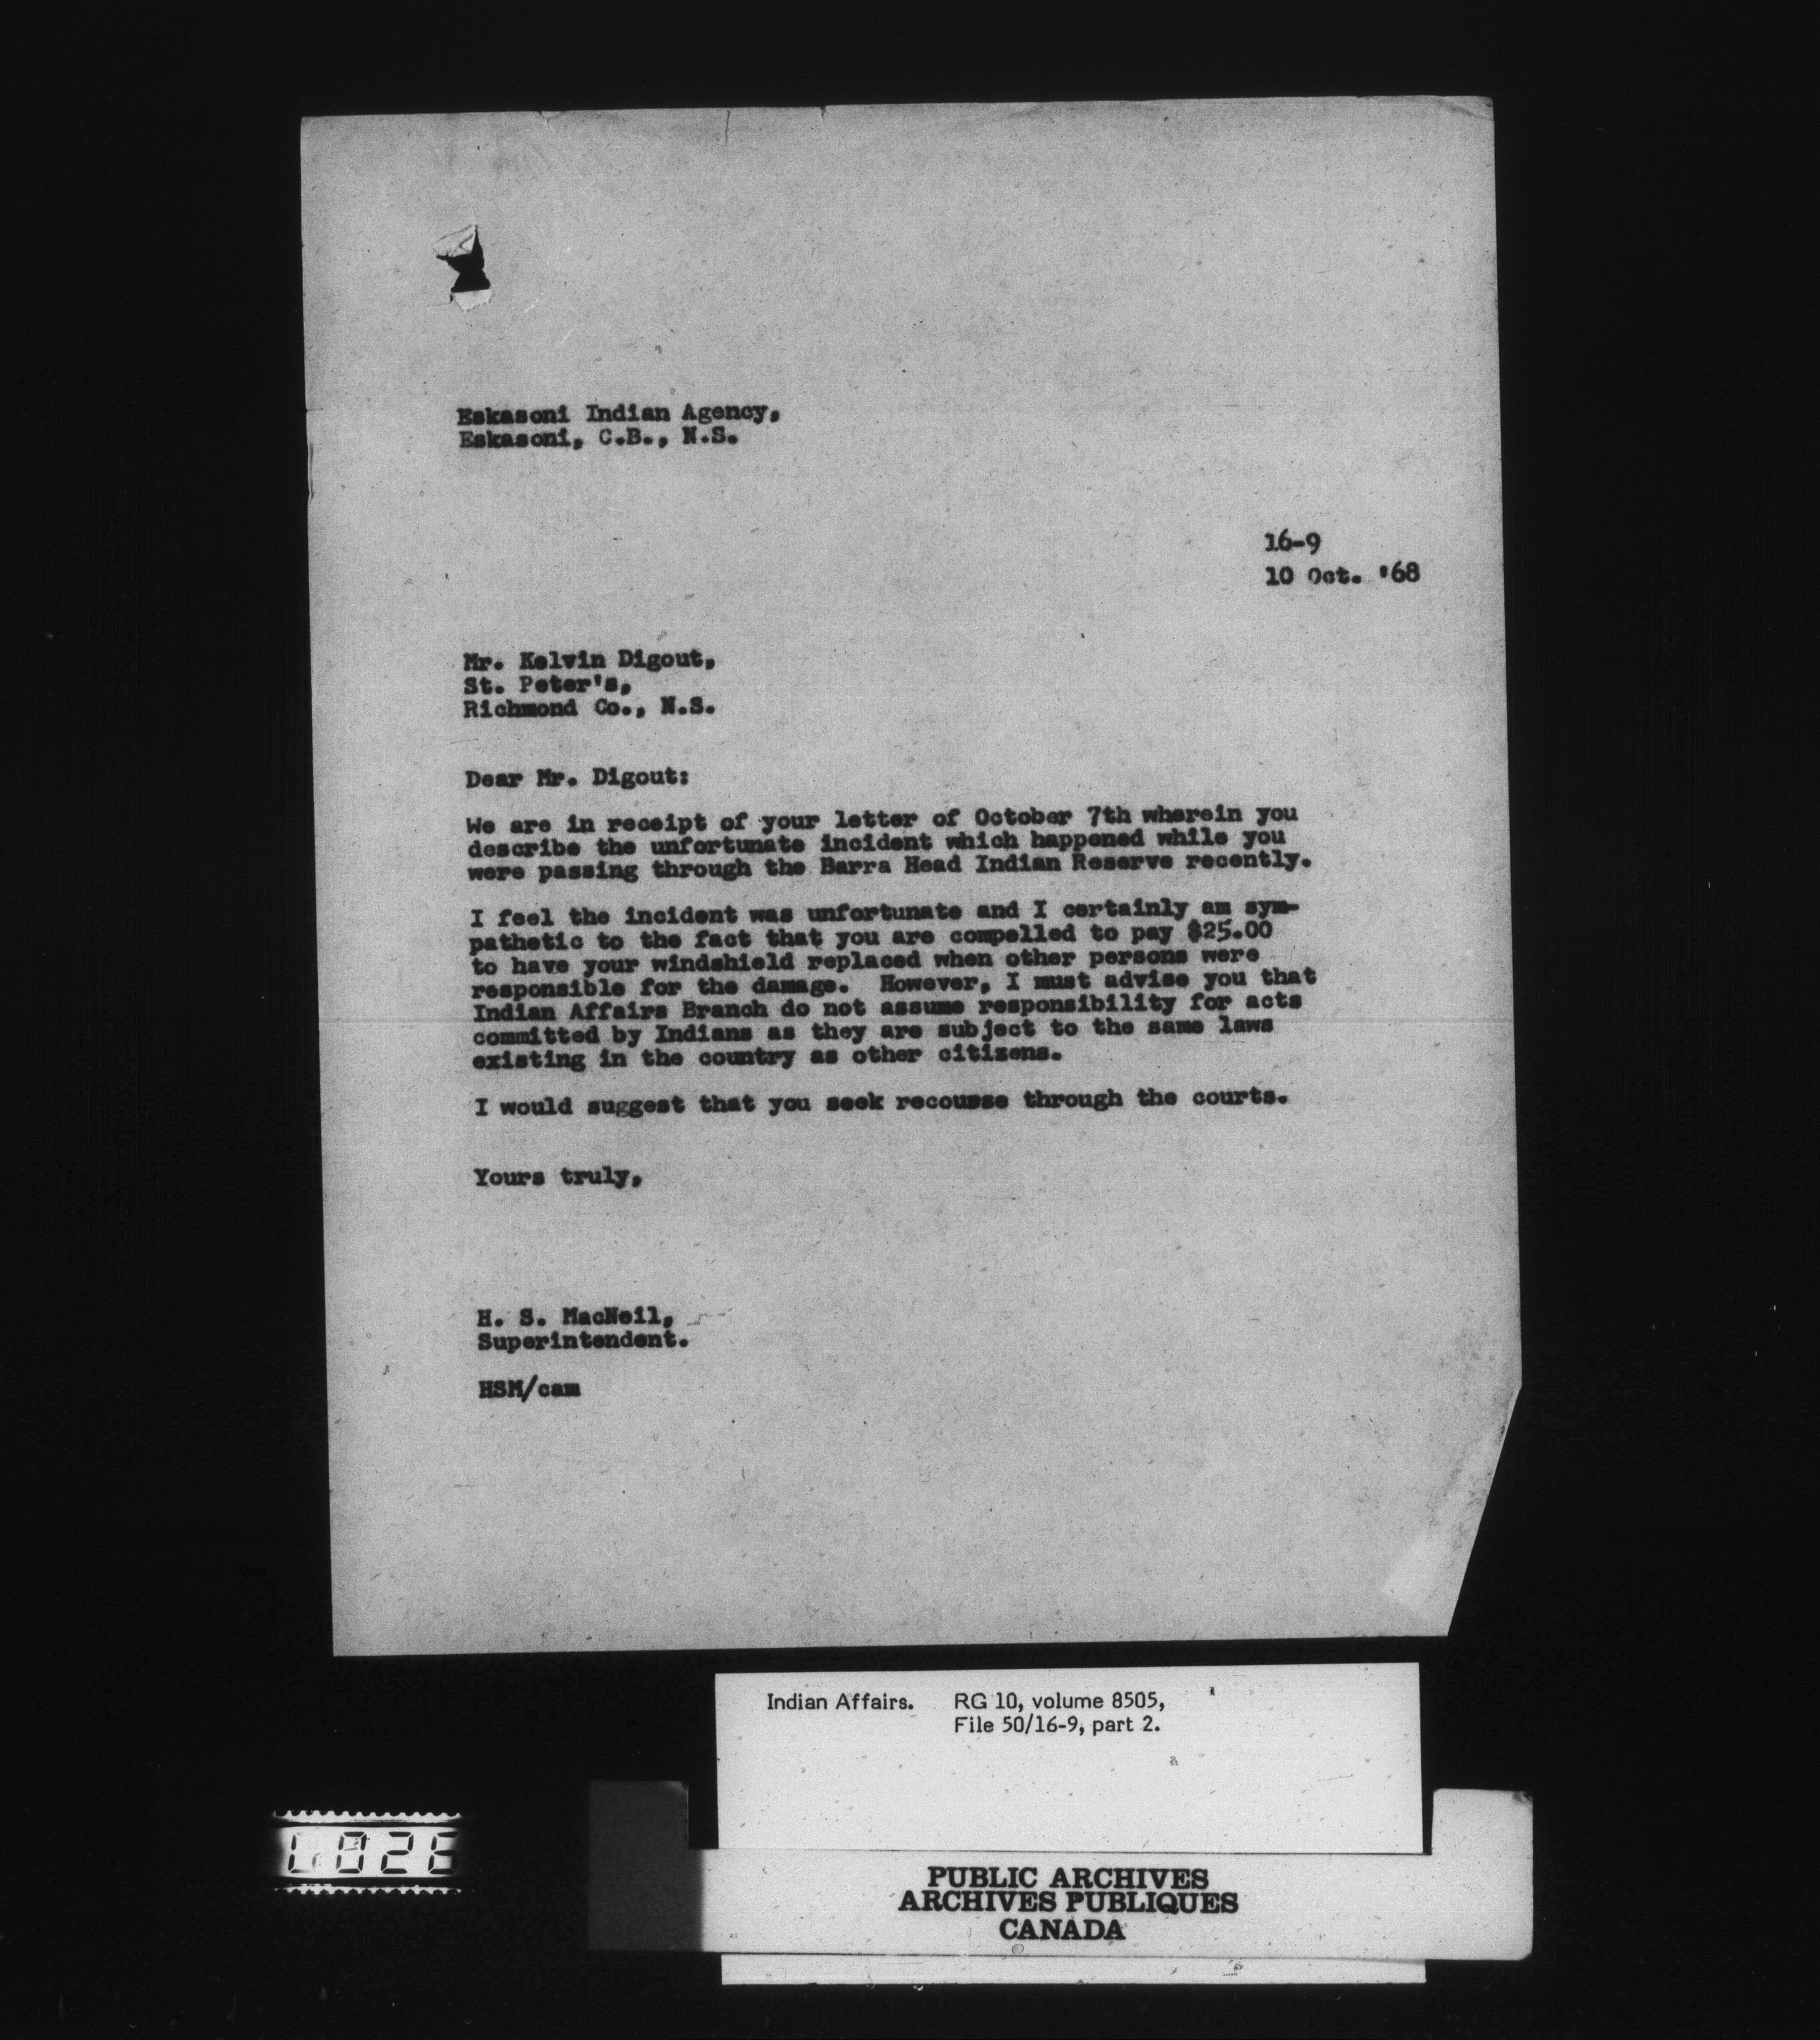 Eskasoni Indian Agency,
Eskasoni, C.B., N.S.
16-9
10 Oct. '68
Mr. Kelvin Digout,
St. Peter's,
Richmond Co., N.S.
Dear Mr. Digout:
We are in receipt of your letter of October 7th wherein you
describe the unfortunate incident which happened while you
were passing through the Barra Head Indian Reserve recently.
I feel the incident was unfortunate and I certainly am sym-
pathetic to the fact that you are compelled to pay $25.00
to have your windshield replaced when other persons were
responsible for the damage. However, I must advise you that
Indian Affairs Branch do not assume responsibility for acts
committed by Indians as they are subject to the same laws
existing in the country as other citizens.
I would suggest that you seek recousse through the courts.
Yours truly,
H. S. MacNeil,
Superintendent.
HSM/cam
Indian Affairs. RG 10, volume 8505,
File 50/16-9, part 2.
PUBLIC ARCHIVES
ARCHIVES PUBLIQUES
CANADA